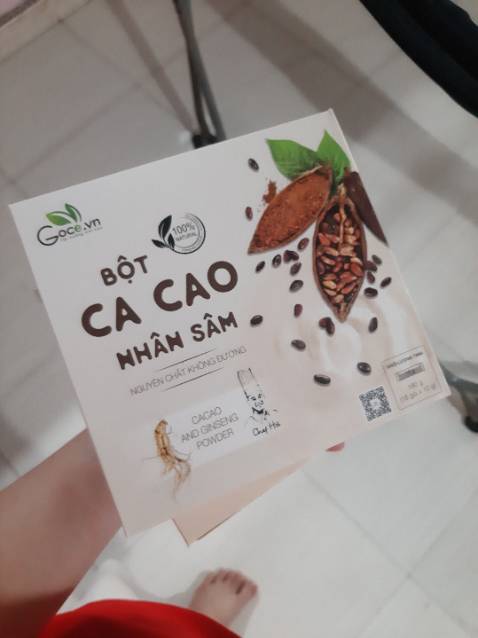 Goce.vn
100%
NATURAL
BỘT
CA CAO
NHÂN SÂM
NGUYÊN CHẤT KHÔNG ĐƯỜNG
CACAO
AND GINSENG
POWDER